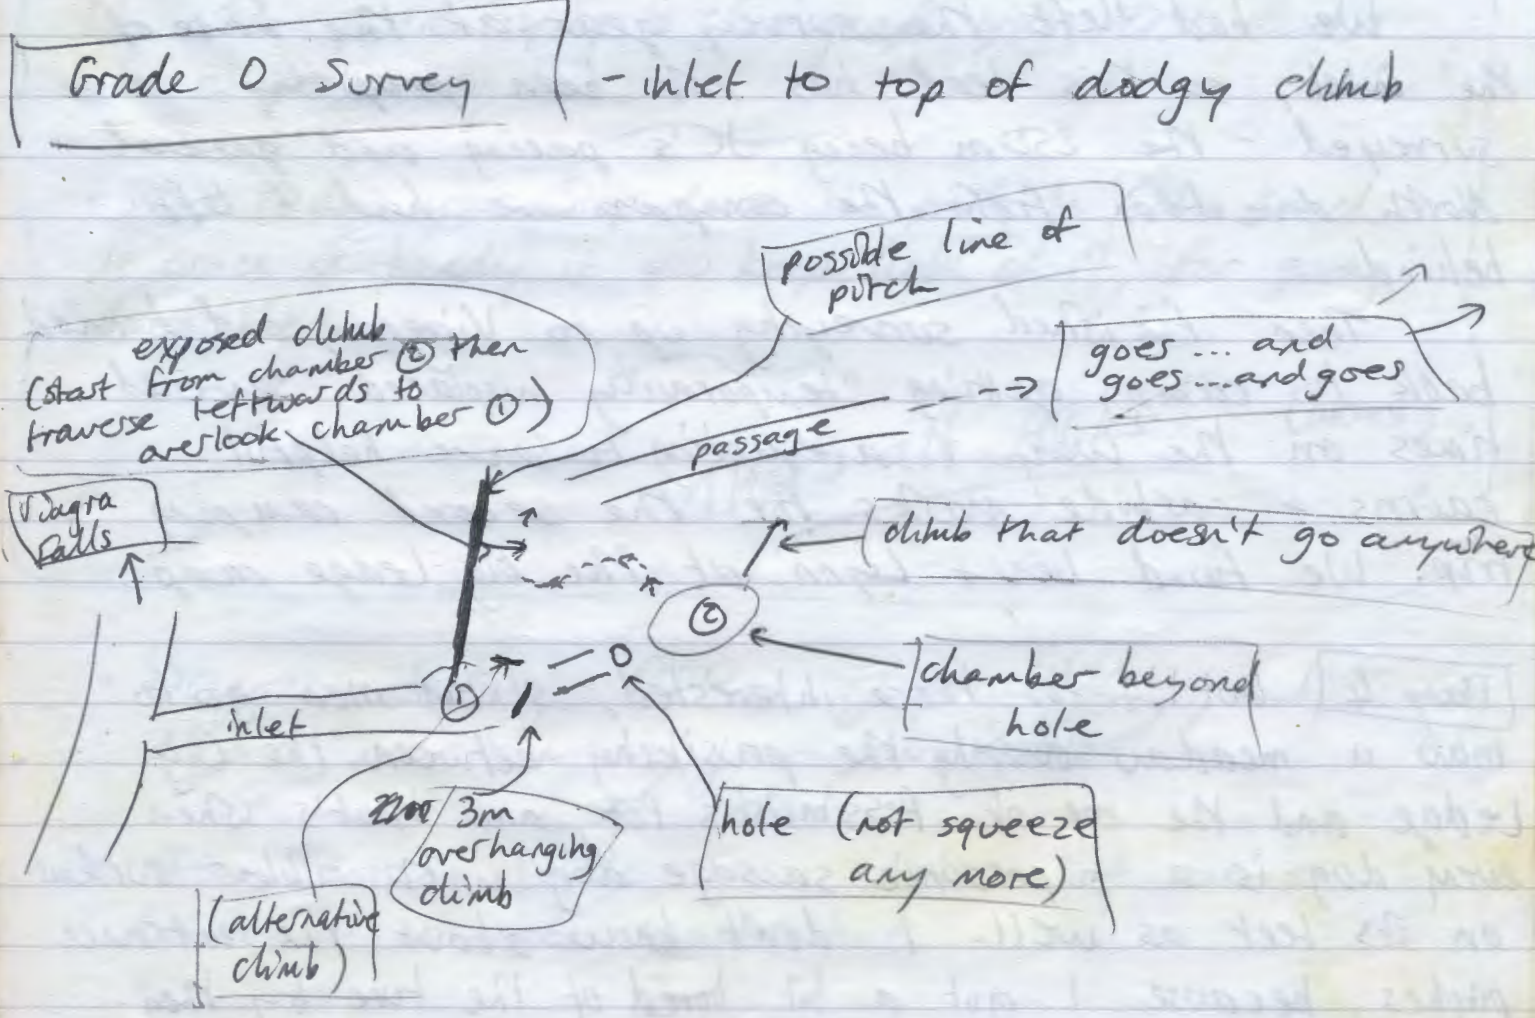 Grade 0 Survey - inlet to top of dodgy climb
possible line of
pitch
exposed climb
(start from chamber ② then
traverse leftwards to
overlook chamber ①)
goes ... and
goes ... and goes
passage
Viagra
Falls
climb that doesn't go anywhere
②
chamber beyond
hole
①
inlet
3m
overhanging
climb
hole (not squeeze
any more)
(alternative
climb)